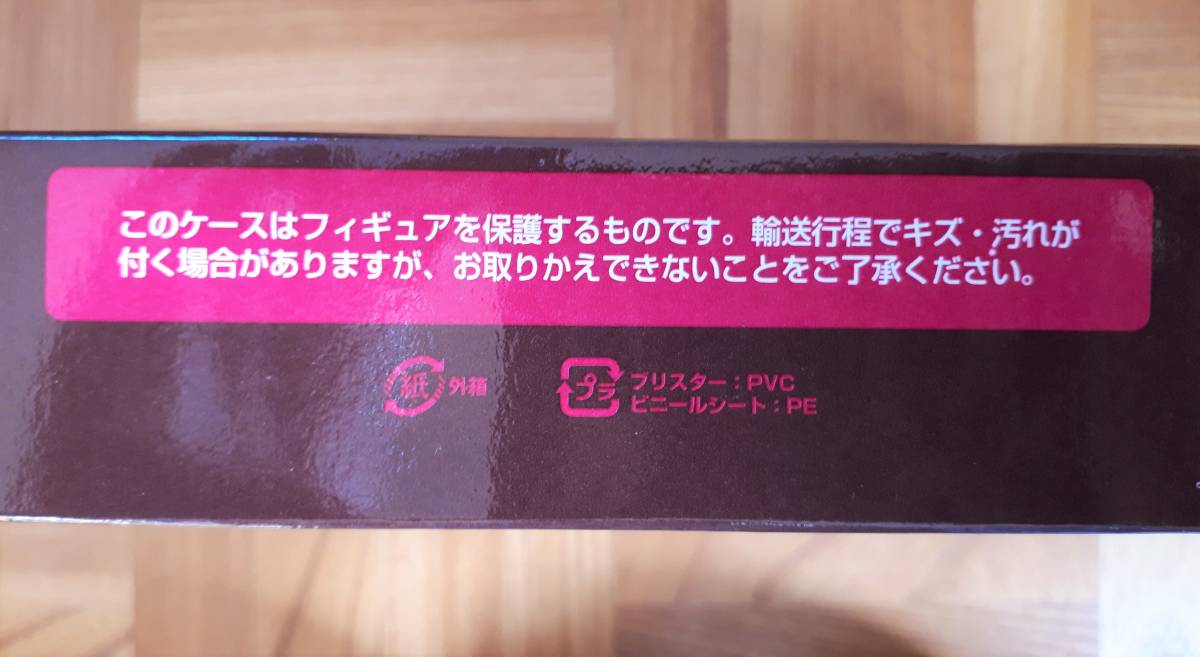 このケースはフィギュアを保護するものです。輸送行程でキズ・汚れが
付く場合がありますが、お取りかえできないことをご了承ください。
紙 外箱
プラ ブリスター：PVC
ビニールシート：PE